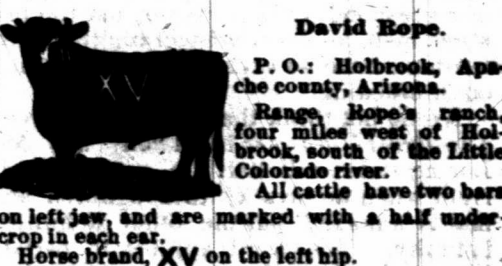 David Rope.
XV
P. O.: Holbrook, Apa-
che county, Arizona.
Range, Rope's ranch,
four miles west of Hol-
brook, south of the Little
Colorado river.
All cattle have two bars
on left jaw, and are marked with a half under-
crop in each ear.
Horse brand, XV on the left hip.